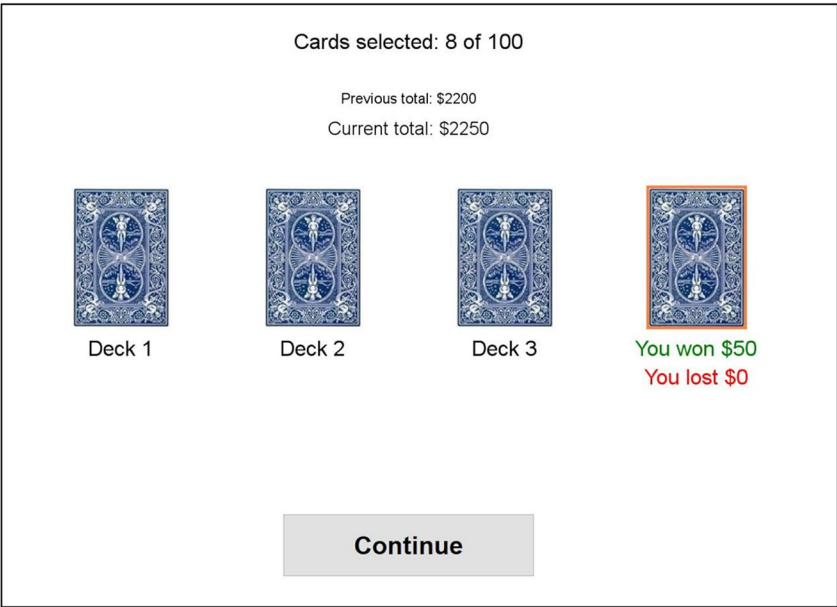 Cards selected: 8 of 100
Previous total: $2200
Current total: $2250
Deck 1
Deck 2
Deck 3
You won $50
You lost $0
Continue